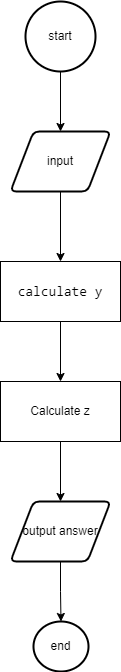 start
input
calculate y
Calculate z
output answer
end